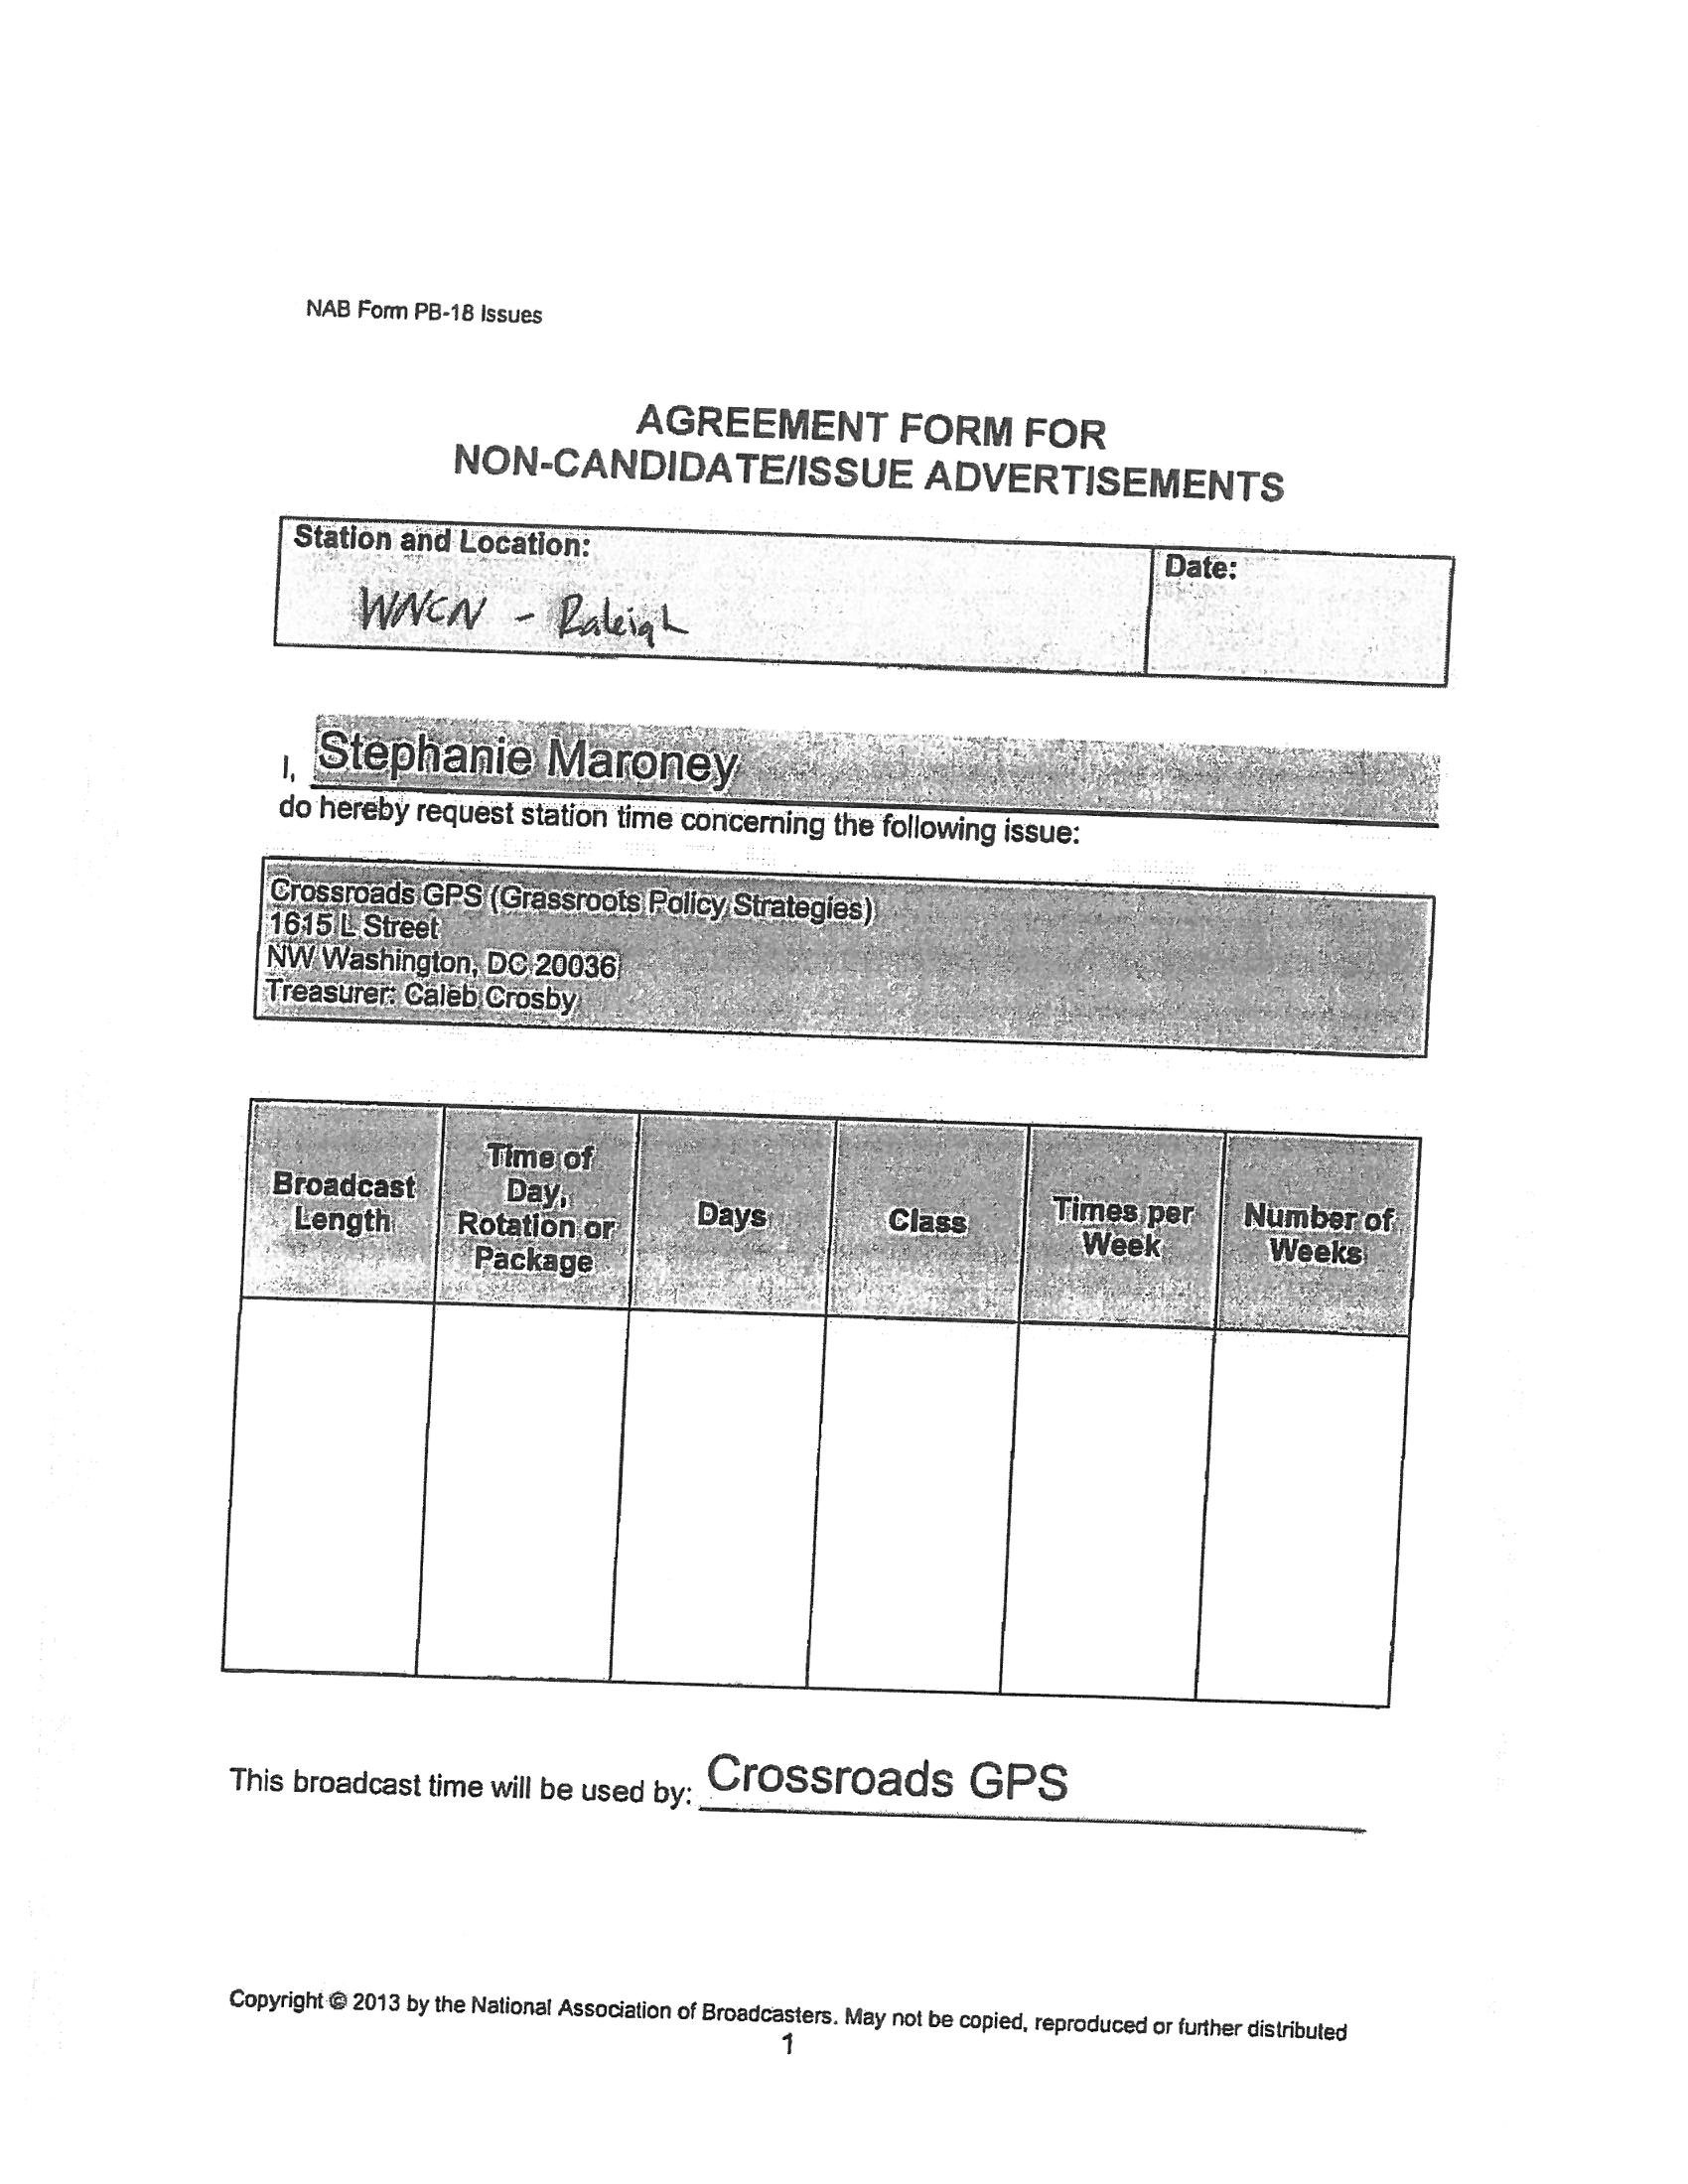 NAB Form PB-18 Issues
AGREEMENT FORM FOR
NON-CANDIDATE/ISSUE ADVERTISEMENTS
Station and Location:
Date:
WNCN - Raleigh
I, Stephanie Maroney
do hereby request station time concerning the following issue:
Crossroads GPS (Grassroots Policy Strategies)
1615 L Street
NW Washington, DC 20036
Treasurer: Caleb Crosby
Broadcast
Length
Time of
Day,
Rotation or
Package
Days
Class
Times per
Week
Number of
Weeks
This broadcast time will be used by: Crossroads GPS
Copyright © 2013 by the National Association of Broadcasters. May not be copied, reproduced or further distributed
1